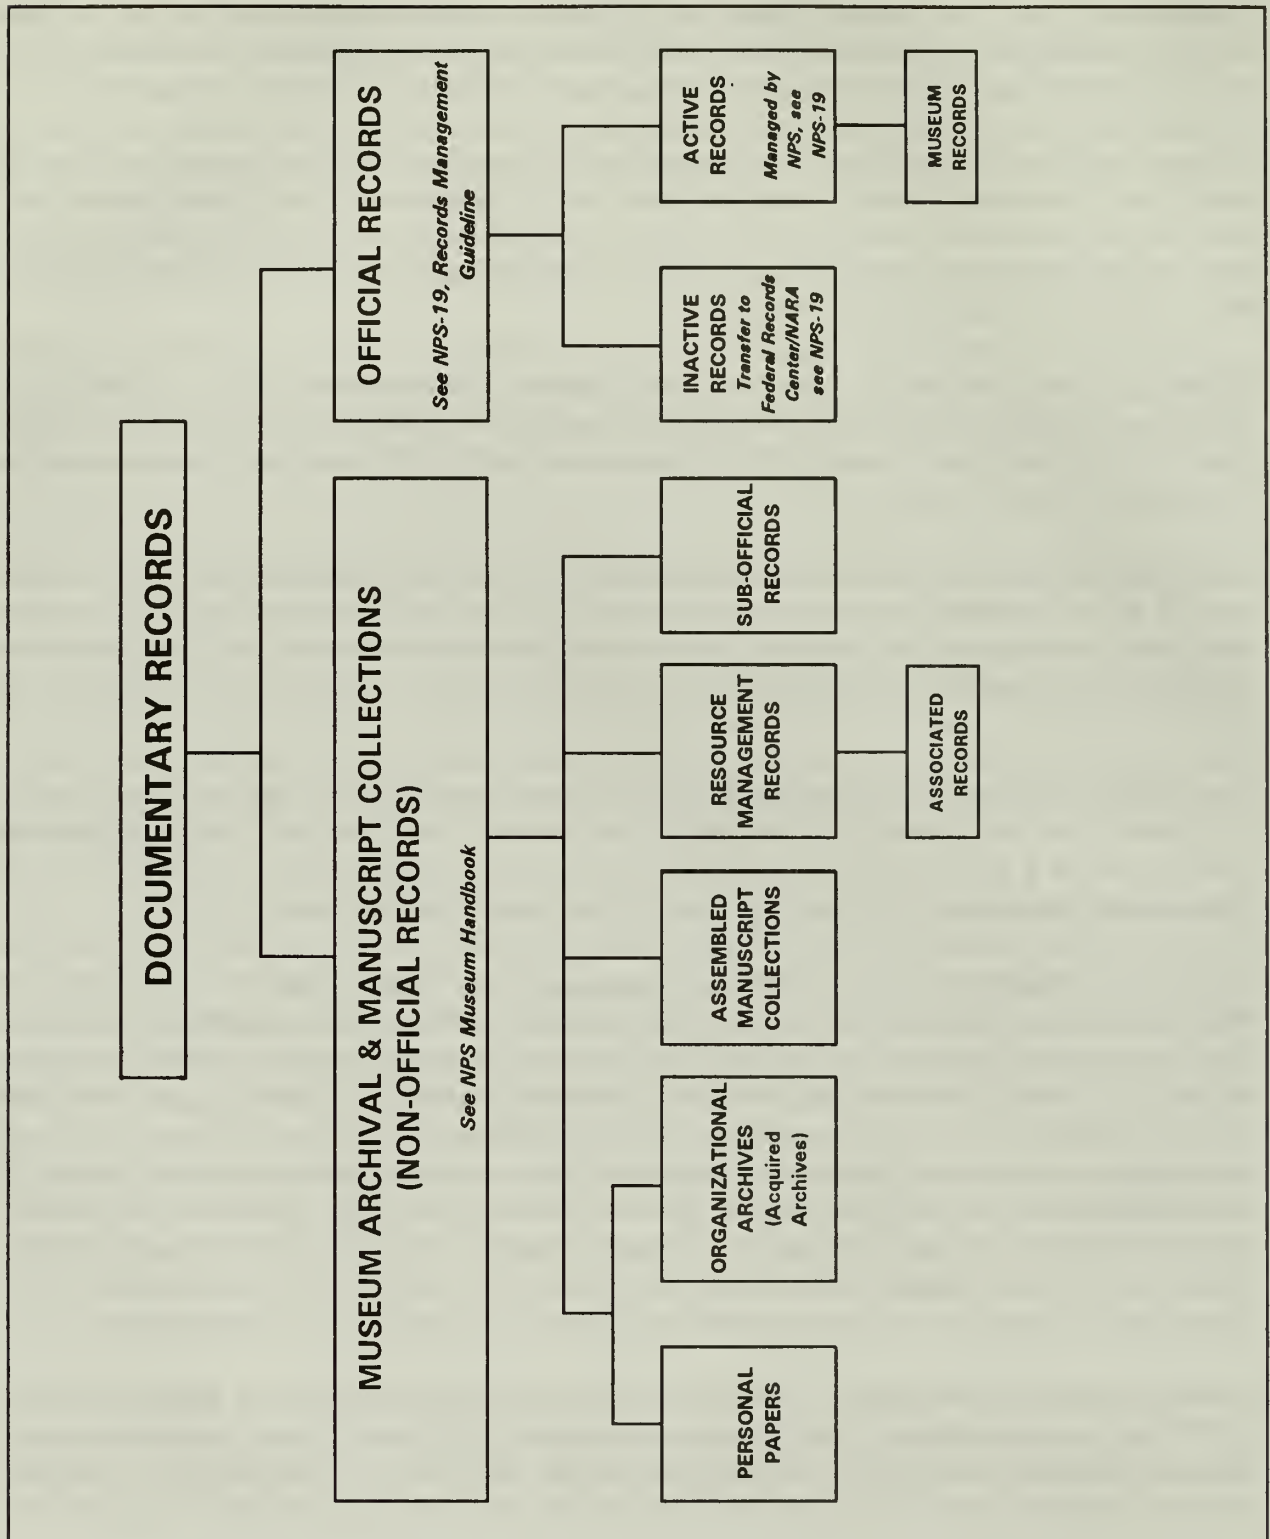 DOCUMENTARY RECORDS
MUSEUM ARCHIVAL & MANUSCRIPT COLLECTIONS
(NON-OFFICIAL RECORDS)
See NPS Museum Handbook
OFFICIAL RECORDS
See NPS-19, Records Management
Guideline
PERSONAL
PAPERS
ORGANIZATIONAL
ARCHIVES
(Acquired
Archives)
ASSEMBLED
MANUSCRIPT
COLLECTIONS
RESOURCE
MANAGEMENT
RECORDS
SUB-OFFICIAL
RECORDS
INACTIVE
RECORDS
Transfer to
Federal Records
Center/NARA
see NPS-19
ACTIVE
RECORDS
Managed by
NPS, see
NPS-19
ASSOCIATED
RECORDS
MUSEUM
RECORDS